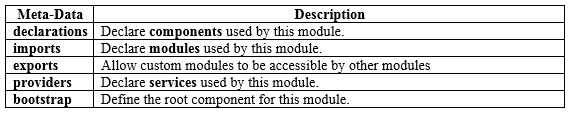 Meta-Data Description
declarations Declare components used by this module.
imports Declare modules used by this module.
exports Allow custom modules to be accessible by other modules
providers Declare services used by this module.
bootstrap Define the root component for this module.